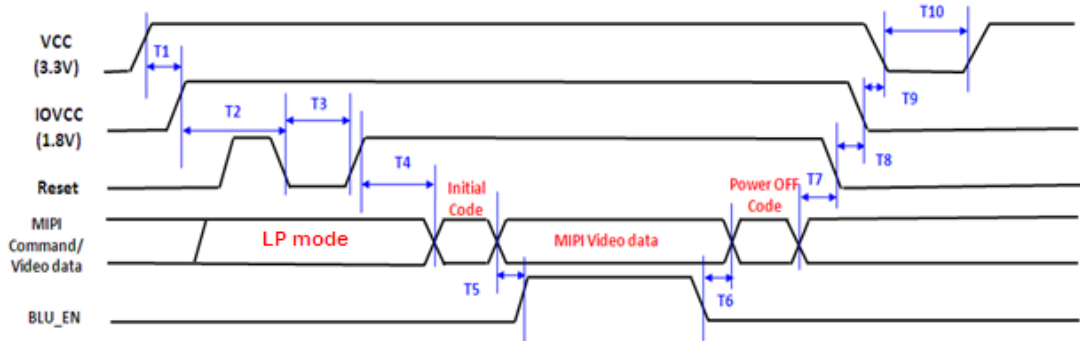 VCC
(3.3V)
T1
T10
IOVCC
(1.8V)
T2
T3
T9
Reset
T4
T8
Initial
Code
Power OFF
Code
T7
MIPI
Command/
Video data
LP mode
MIPI Video data
T5
T6
BLU_EN